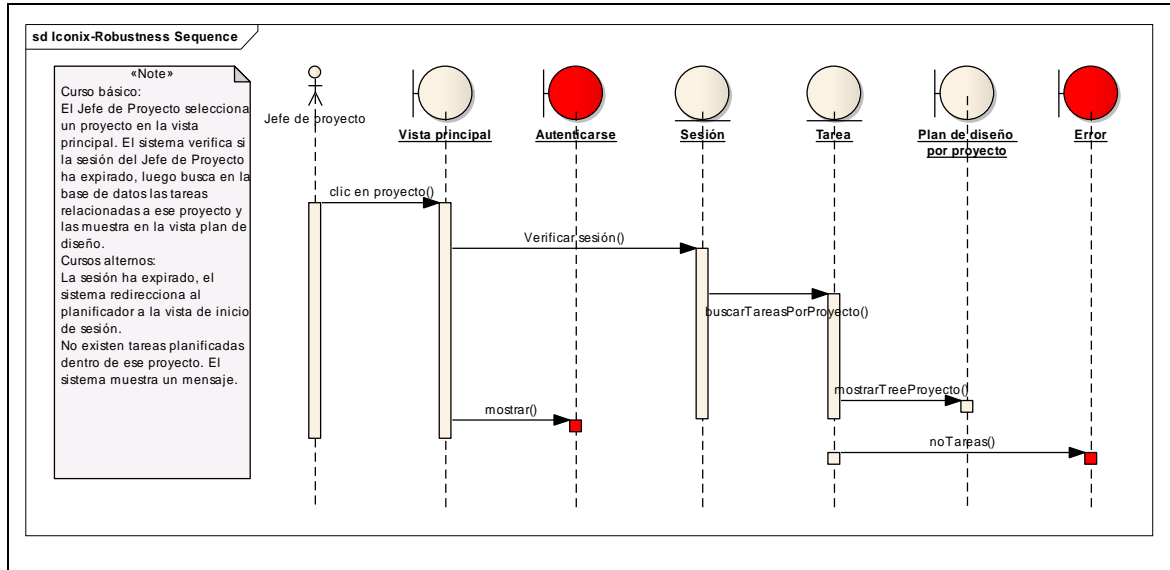 sd Iconix-Robustness Sequence
«Note»
Curso básico:
El Jefe de Proyecto selecciona
un proyecto en la vista
principal. El sistema verifica si
la sesión del Jefe de Proyecto
ha expirado, luego busca en la
base de datos las tareas
relacionadas a ese proyecto y
las muestra en la vista plan de
diseño.
Cursos alternos:
La sesión ha expirado, el
sistema redirecciona al
planificador a la vista de inicio
de sesión.
No existen tareas planificadas
dentro de ese proyecto. El
sistema muestra un mensaje.
Jefe de proyecto
Vista principal
Autenticarse
Sesión
Tarea
Plan de diseño
por proyecto
Error
clic en proyecto()
Verificar sesión()
buscarTareasPorProyecto()
mostrarTreeProyecto()
mostrar()
noTareas()